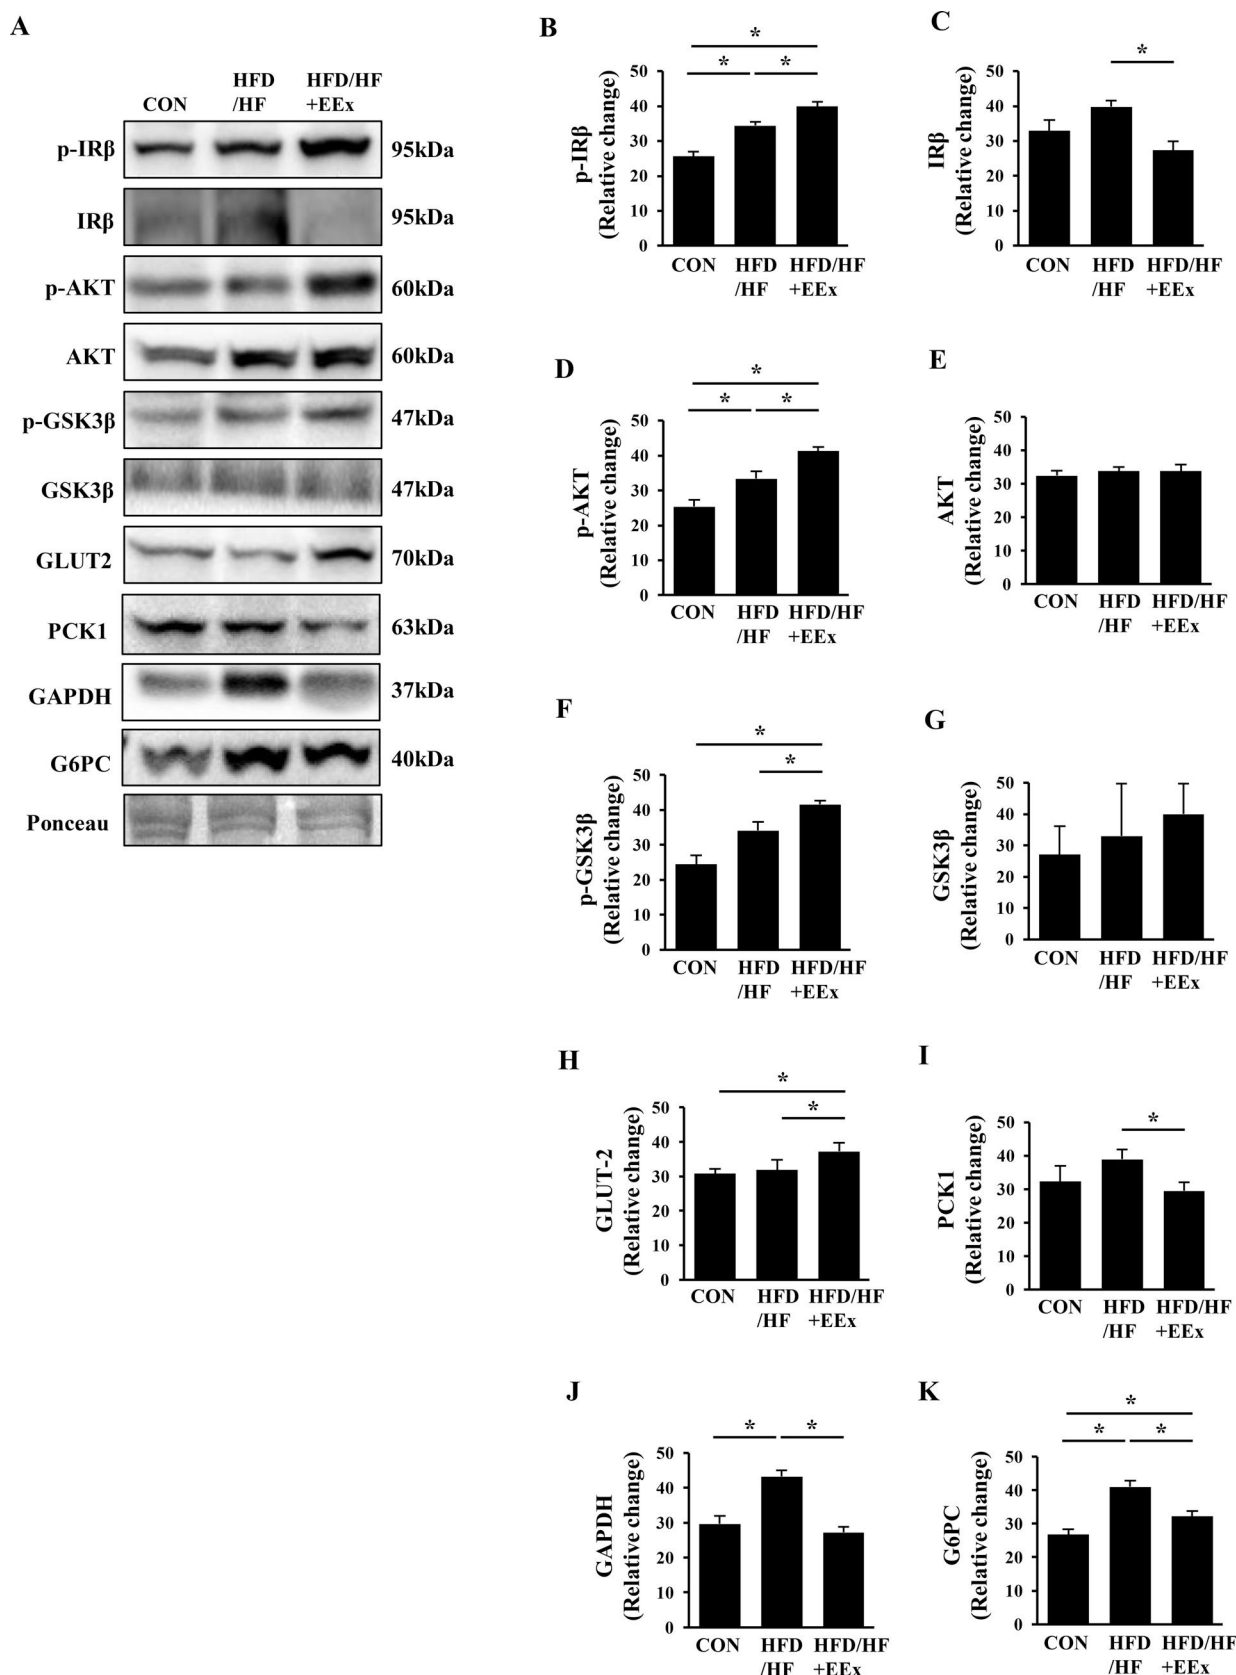 A
HFD HFD/HF
CON /HF +EEx
p-IRβ 95kDa
IRβ 95kDa
p-AKT 60kDa
AKT 60kDa
p-GSK3β 47kDa
GSK3β 47kDa
GLUT2 70kDa
PCK1 63kDa
GAPDH 37kDa
G6PC 40kDa
Ponceau
B
*
* *
p-IRβ
(Relative change)
50
40
30
20
10
0
CON HFD HFD/HF
/HF +EEx
C
*
IRβ
(Relative change)
50
40
30
20
10
0
CON HFD HFD/HF
/HF +EEx
D
*
* *
p-AKT
(Relative change)
50
40
30
20
10
0
CON HFD HFD/HF
/HF +EEx
E
AKT
(Relative change)
50
40
30
20
10
0
CON HFD HFD/HF
/HF +EEx
F
*
*
p-GSK3β
(Relative change)
50
40
30
20
10
0
CON HFD HFD/HF
/HF +EEx
G
GSK3β
(Relative change)
50
40
30
20
10
0
CON HFD HFD/HF
/HF +EEx
H
*
*
GLUT-2
(Relative change)
50
40
30
20
10
0
CON HFD HFD/HF
/HF +EEx
I
*
PCK1
(Relative change)
50
40
30
20
10
0
CON HFD HFD/HF
/HF +EEx
J
* *
GAPDH
(Relative change)
50
40
30
20
10
0
CON HFD HFD/HF
/HF +EEx
K
*
* *
G6PC
(Relative change)
50
40
30
20
10
0
CON HFD HFD/HF
/HF +EEx